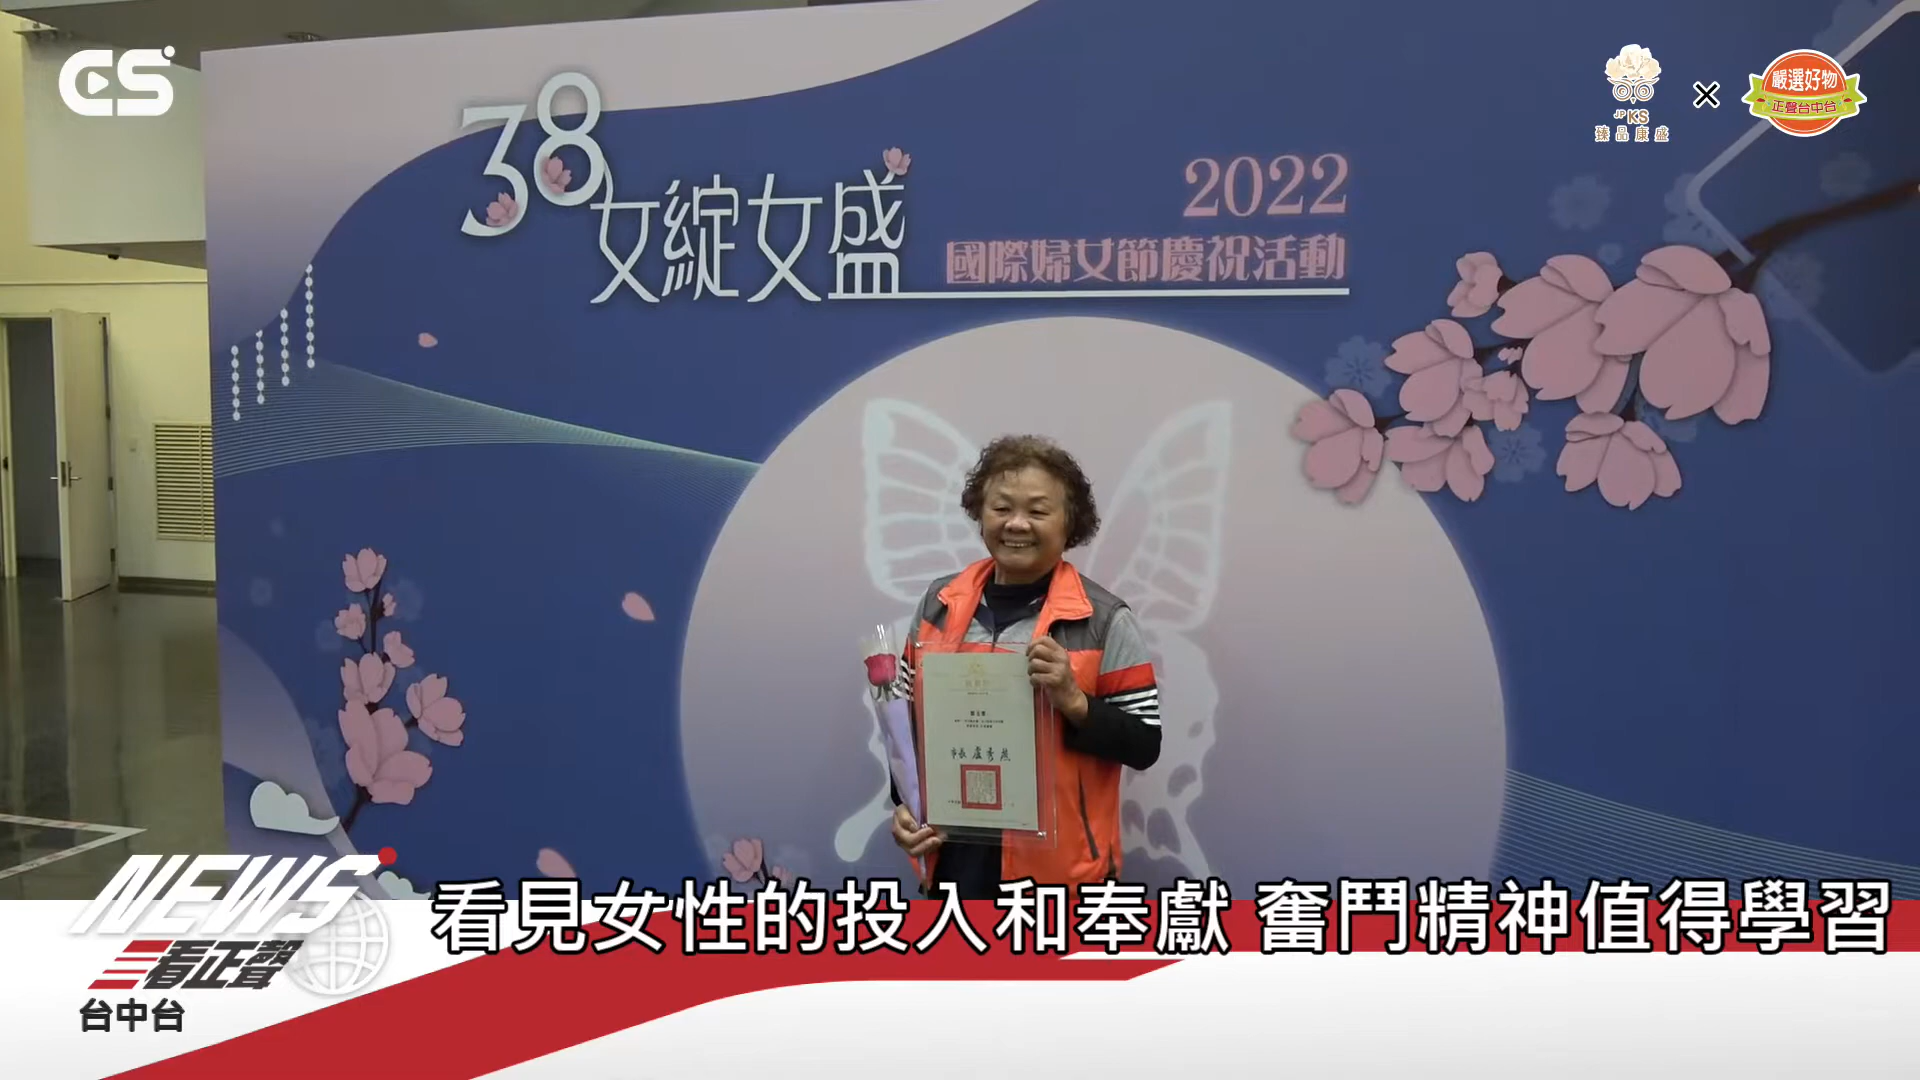 CS
JP KS
臻品康盛
×
嚴選好物
正聲台中台
38
女綻女盛
2022
國際婦女節慶祝活動
市長 盧秀燕
NEWS
看正聲
台中台
看見女性的投入和奉獻 奮鬥精神值得學習